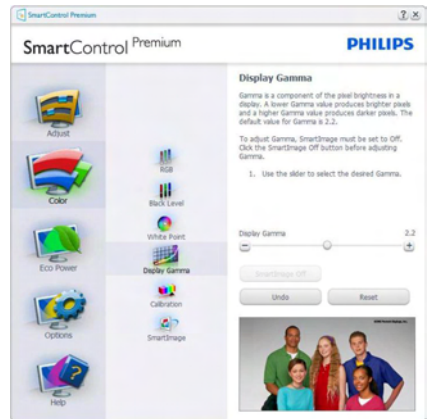 SmartControl Premium
SmartControl Premium
PHILIPS
Adjust
Color
Eco Power
Options
Help
RGB
Black Level
White Point
Display Gamma
Calibration
SmartImage
Display Gamma
Gamma is a component of the pixel brightness in a
display. A lower Gamma value produces brighter pixels
and a higher Gamma value produces darker pixels. The
default value for Gamma is 2.2.
To adjust Gamma, SmartImage must be set to Off.
Click the SmartImage Off button before adjusting
Gamma.
1. Use the slider to select the desired Gamma.
Display Gamma 2.2
SmartImage Off
Undo Reset